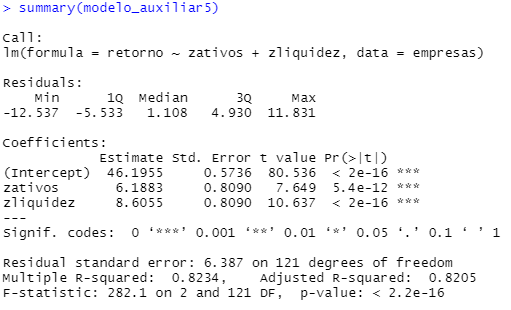 > summary(modelo_auxiliar5)
Call:
lm(formula = retorno ~ zativos + zliquidez, data = empresas)
Residuals:
    Min      1Q  Median      3Q     Max
-12.537  -5.533   1.108   4.930  11.831
Coefficients:
            Estimate Std. Error t value Pr(>|t|)
(Intercept)  46.1955     0.5736  80.536  < 2e-16 ***
zativos       6.1883     0.8090   7.649  5.4e-12 ***
zliquidez     8.6055     0.8090  10.637  < 2e-16 ***
---
Signif. codes:  0 ‘***’ 0.001 ‘**’ 0.01 ‘*’ 0.05 ‘.’ 0.1 ‘ ’ 1
Residual standard error: 6.387 on 121 degrees of freedom
Multiple R-squared:  0.8234,    Adjusted R-squared:  0.8205
F-statistic: 282.1 on 2 and 121 DF,  p-value: < 2.2e-16